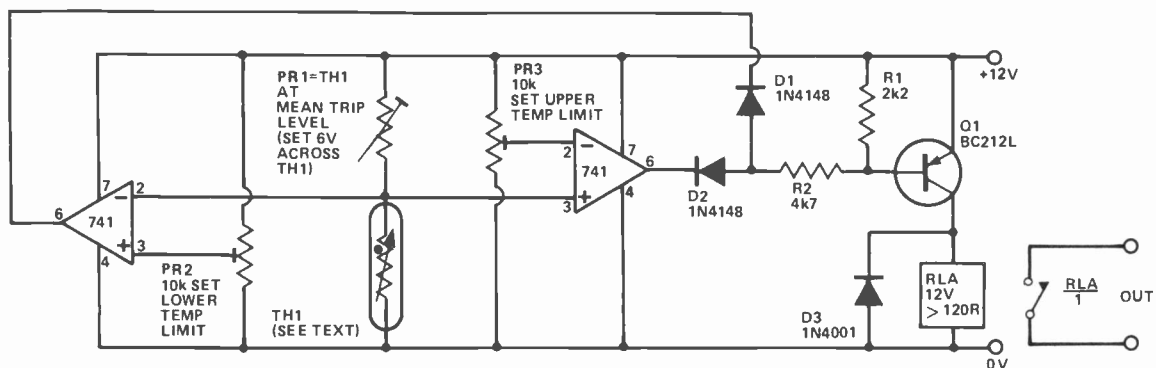 PR1=TH1
AT
MEAN TRIP
LEVEL
(SET 6V
ACROSS
TH1)
PR3
10k
SET UPPER
TEMP LIMIT
D1
1N4148
R1
2k2
+12V
Q1
BC212L
7
2
741
6
3
4
7
2
741
6
3
4
D2
1N4148
R2
4k7
PR2
10k SET
LOWER
TEMP
LIMIT
TH1
(SEE TEXT)
D3
1N4001
RLA
12V
> 120R
RLA
1
OUT
0V